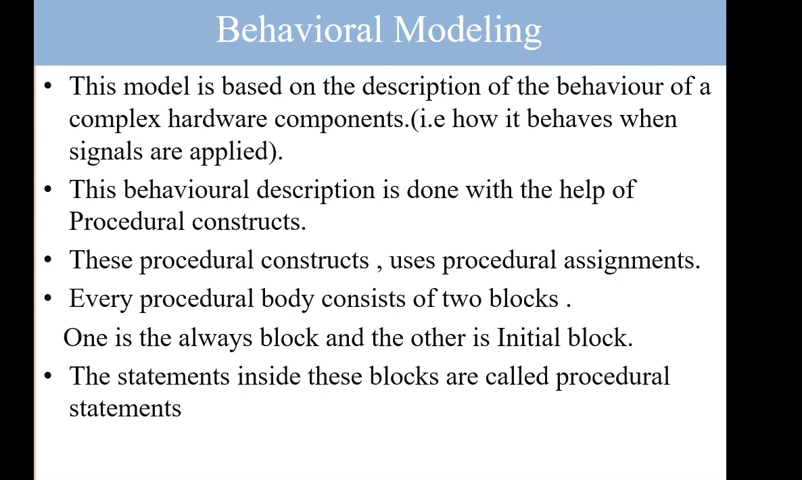 Behavioral Modeling
• This model is based on the description of the behaviour of a
complex hardware components.(i.e how it behaves when
signals are applied).
• This behavioural description is done with the help of
Procedural constructs.
• These procedural constructs , uses procedural assignments.
• Every procedural body consists of two blocks .
One is the always block and the other is Initial block.
• The statements inside these blocks are called procedural
statements